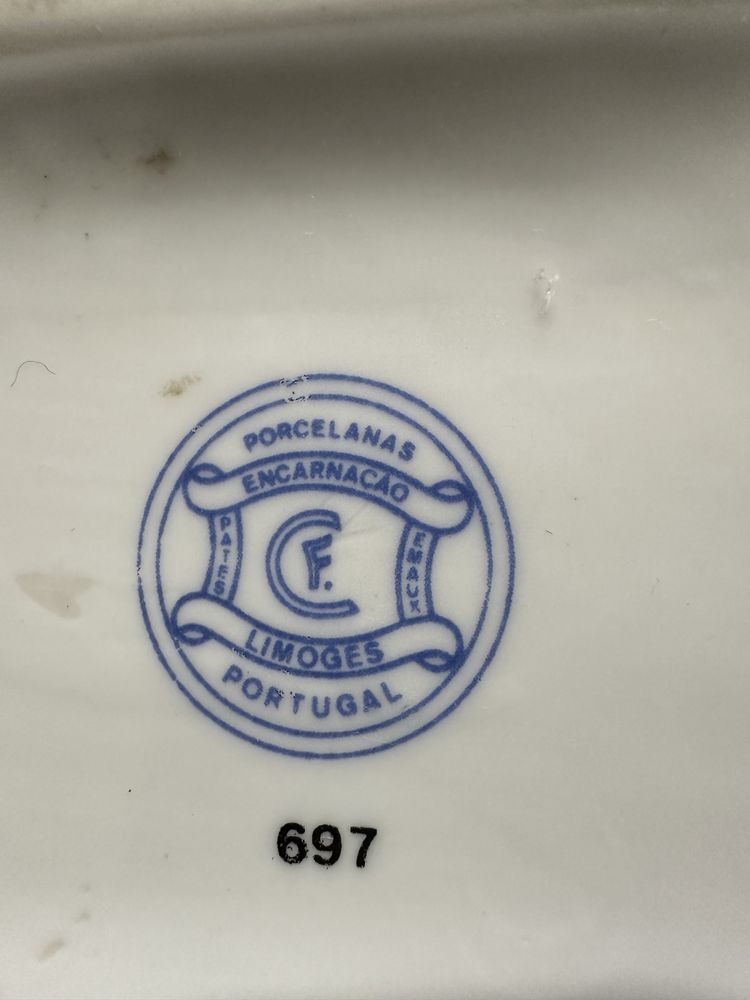 PORCELANAS
ENCARNAÇÃO
PATES
CF.
EMAUX
LIMOGES
PORTUGAL
697